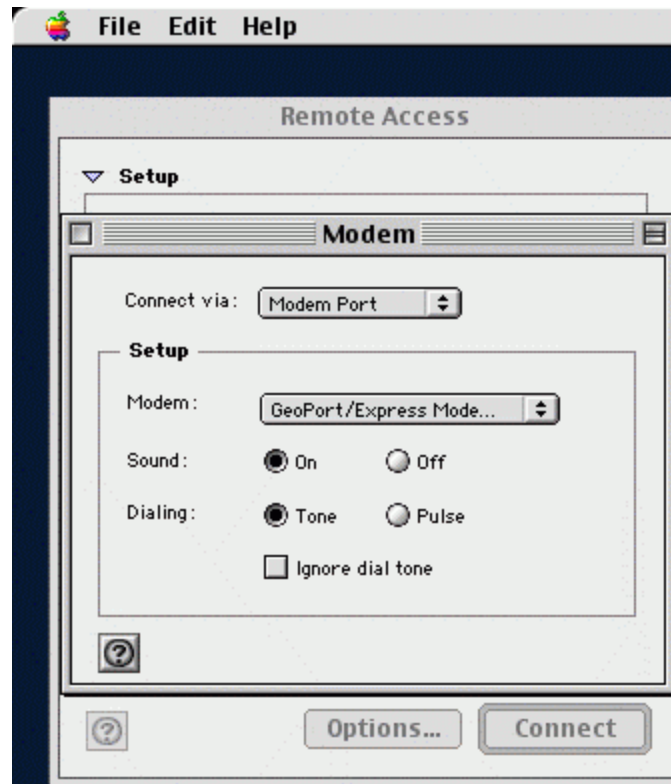 File Edit Help
Remote Access
Setup
Modem
Connect via: Modem Port
Setup
Modem: GeoPort/Express Mode...
Sound: On Off
Dialing: Tone Pulse
Ignore dial tone
?
? Options... Connect